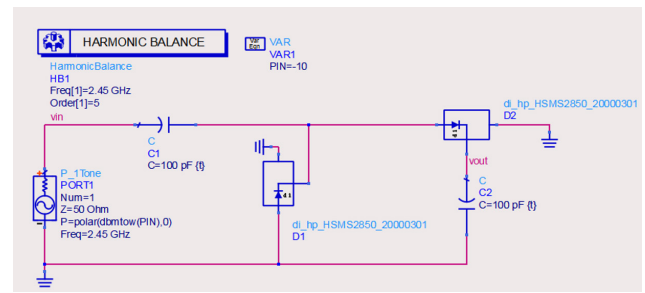 HARMONIC BALANCE
HarmonicBalance
HB1
Freq[1]=2.45 GHz
Order[1]=5
Var
Eqn
VAR
VAR1
PIN=-10
vin
C
C1
C=100 pF {t}
P_1Tone
PORT1
Num=1
Z=50 Ohm
P=polar(dbmtow(PIN),0)
Freq=2.45 GHz
di_hp_HSMS2850_20000301
D1
di_hp_HSMS2850_20000301
D2
vout
C
C2
C=100 pF {t}